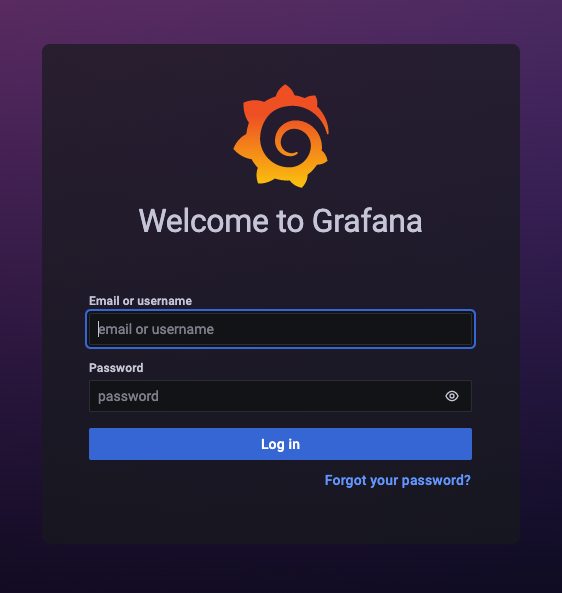 Welcome to Grafana
Email or username
email or username
Password
password
Log in
Forgot your password?